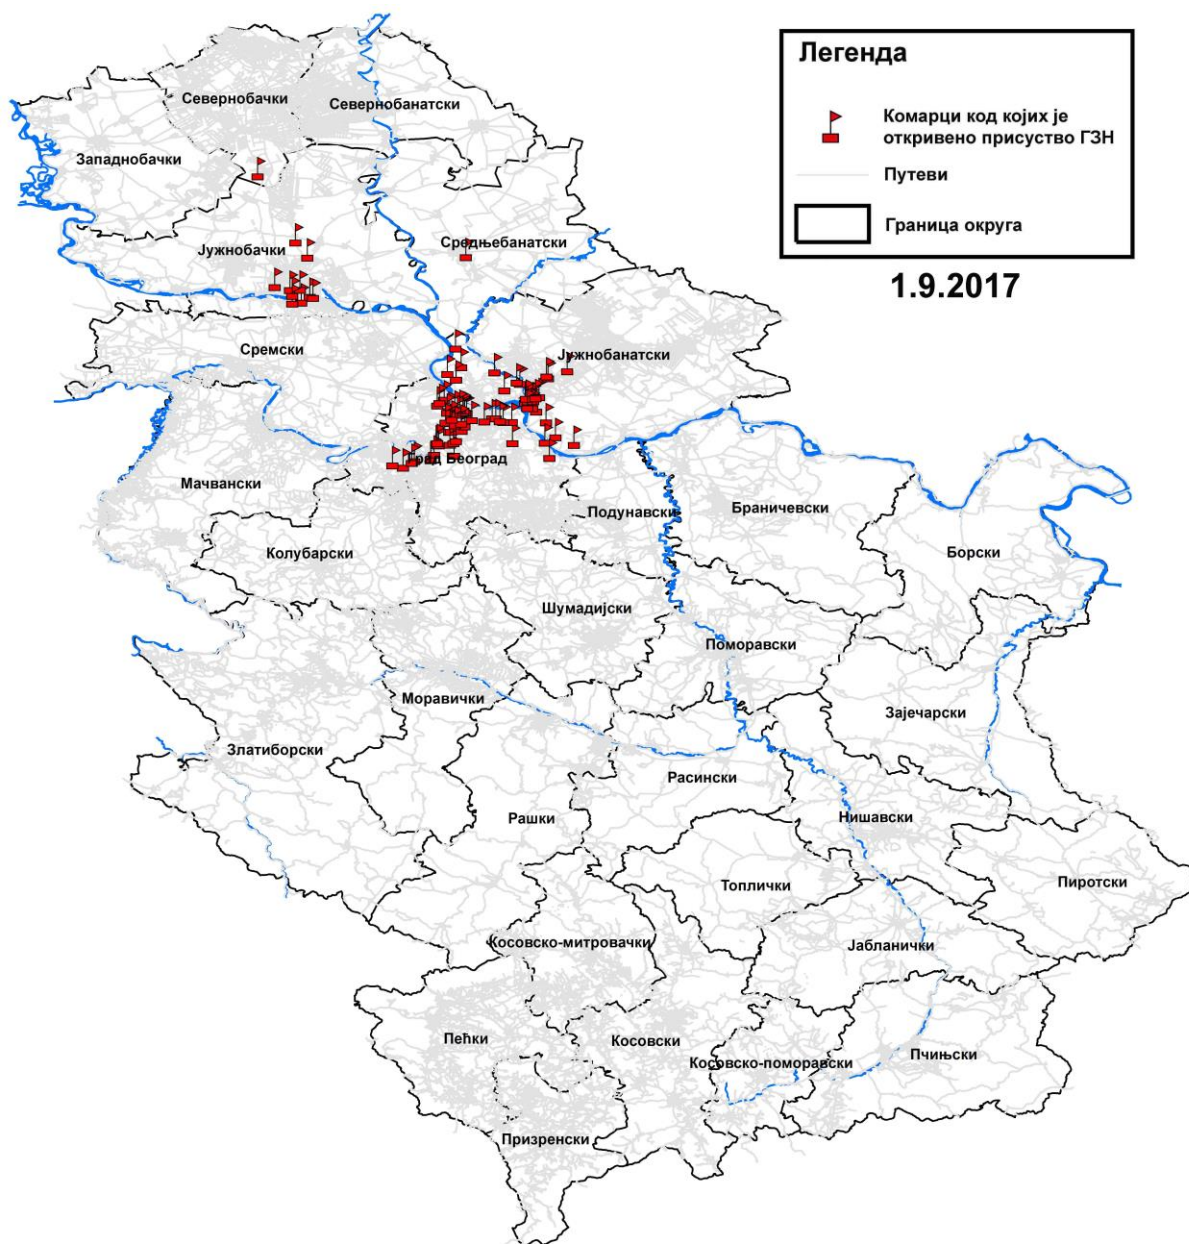 Легенда
Комарци код којих је
откривено присуство ГЗН
Путеви
Граница округа
1.9.2017
Севернобачки
Севернобанатски
Западнобачки
Јужнобачки
Средњебанатски
Сремски
Јужнобанатски
Град Београд
Мачвански
Подунавски
Браничевски
Колубарски
Борски
Шумадијски
Поморавски
Моравички
Зајечарски
Златиборски
Расински
Рашки
Нишавски
Топлички
Пиротски
Косовско-митровачки
Јабланички
Пећки
Косовски
Косовско-поморавски
Пчињски
Призренски